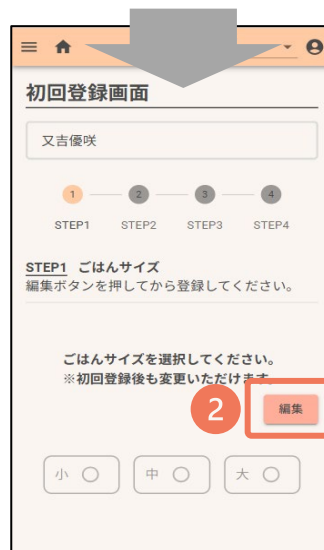 初回登録画面
又吉優咲
1 2 3 4
STEP1 STEP2 STEP3 STEP4
STEP1 ごはんサイズ
編集ボタンを押してから登録してください。
ごはんサイズを選択してください。
※初回登録後も変更いただけます。
2
編集
小 中 大